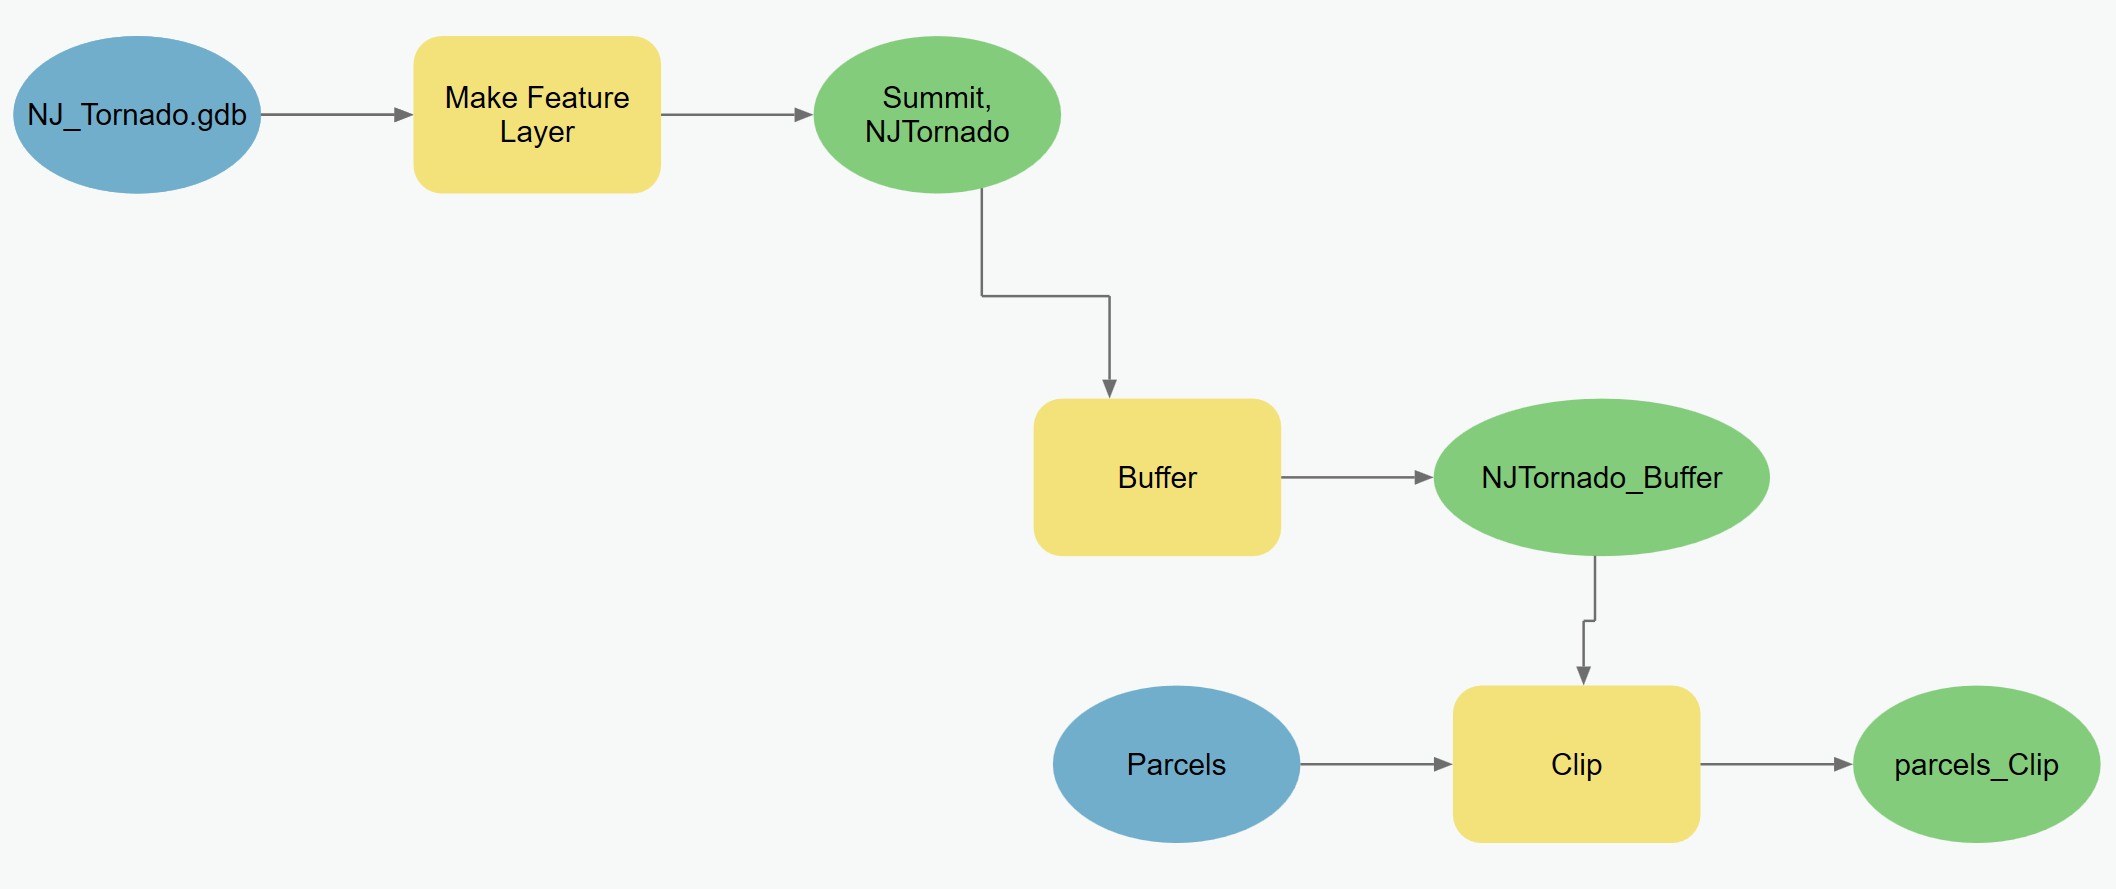 NJ_Tornado.gdb
Make Feature
Layer
Summit,
NJTornado
Buffer
NJTornado_Buffer
Parcels
Clip
parcels_Clip